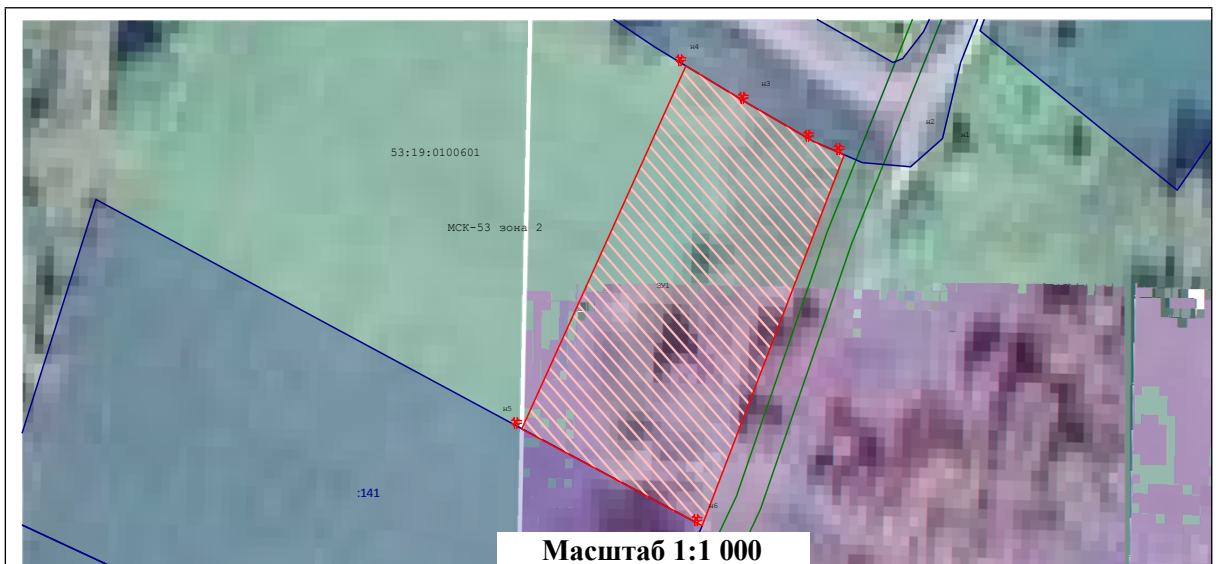 н4
н3
н2
н1
53:19:0100601
МСК-53 зона 2
:ЗУ1
н5
:141
н6
Масштаб 1:1 000